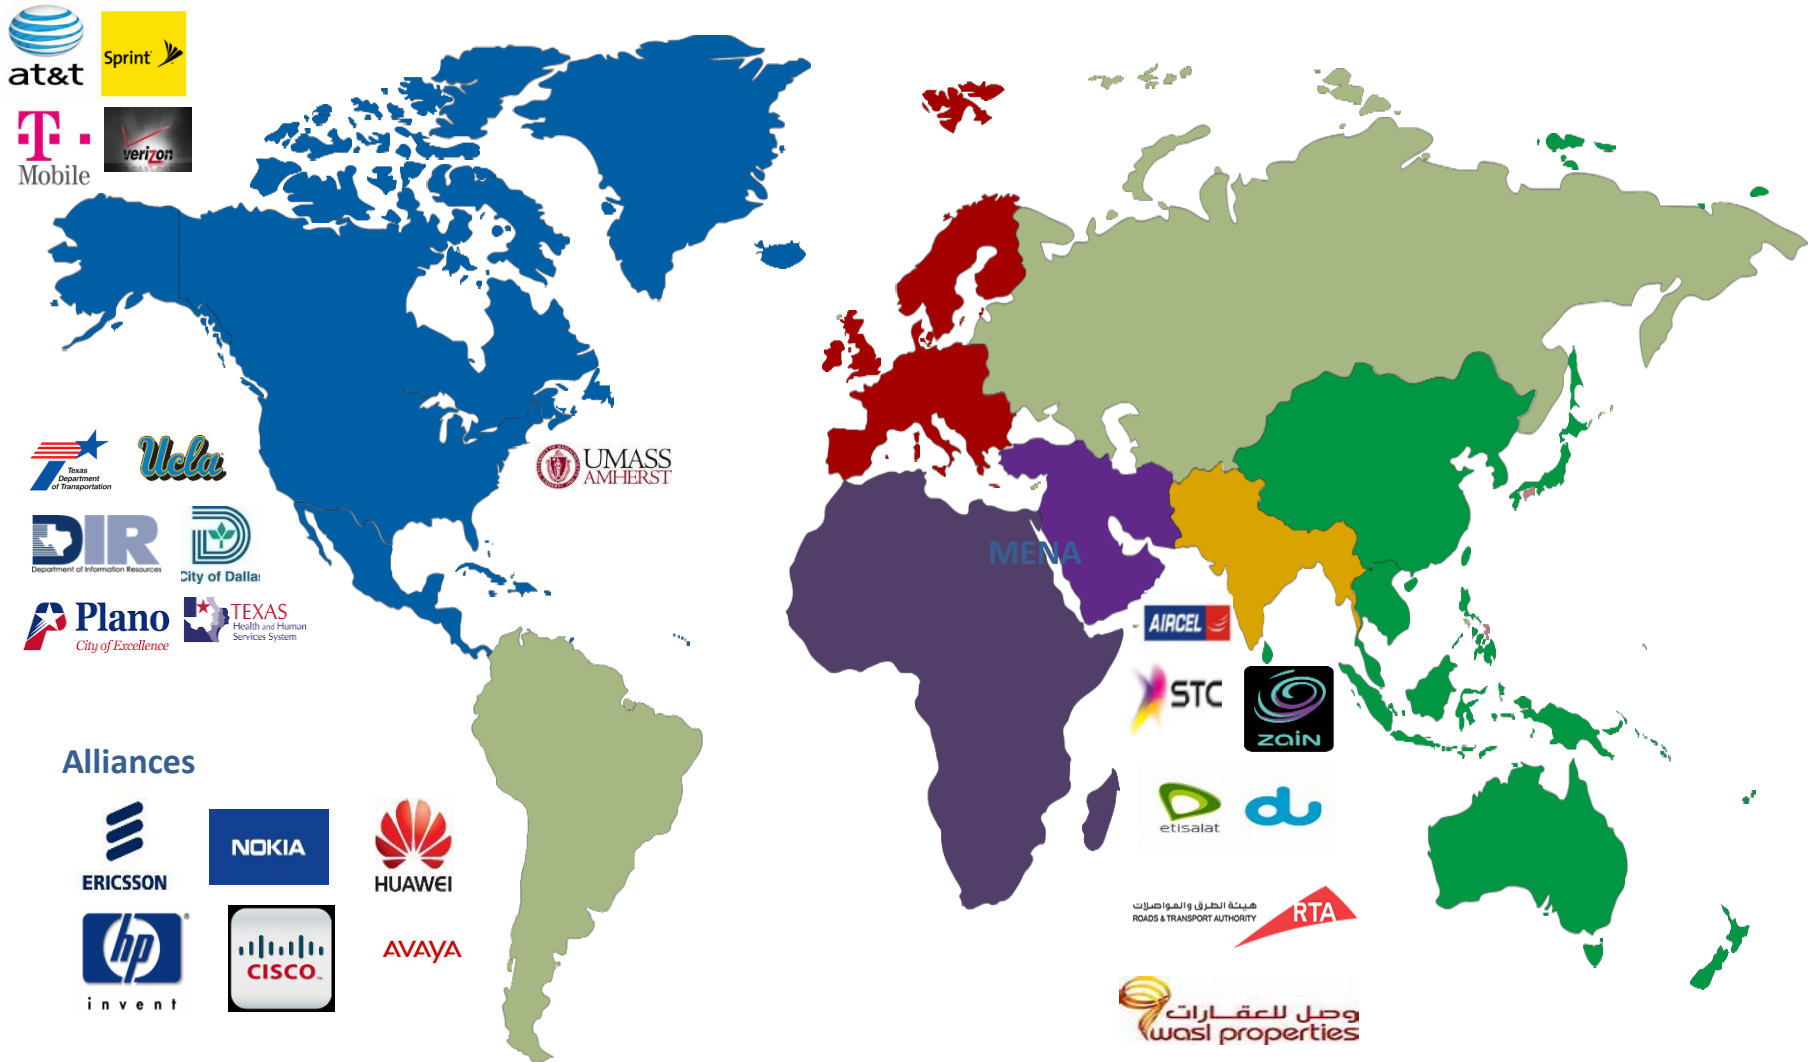 at&t
Sprint
T Mobile
verizon
Texas
Department
of Transportation
Ucla
UMASS
AMHERST
DIR
Department of Information Resources
D
City of Dallas
Plano
City of Excellence
TEXAS
Health and Human
Services System
MENA
AIRCEL
STC
zain
etisalat
du
هيئة الطرق والمواصلات
ROADS & TRANSPORT AUTHORITY
RTA
وصل للعقارات
wasl properties
Alliances
ERICSSON
NOKIA
HUAWEI
hp
®
invent
CISCO
AVAYA